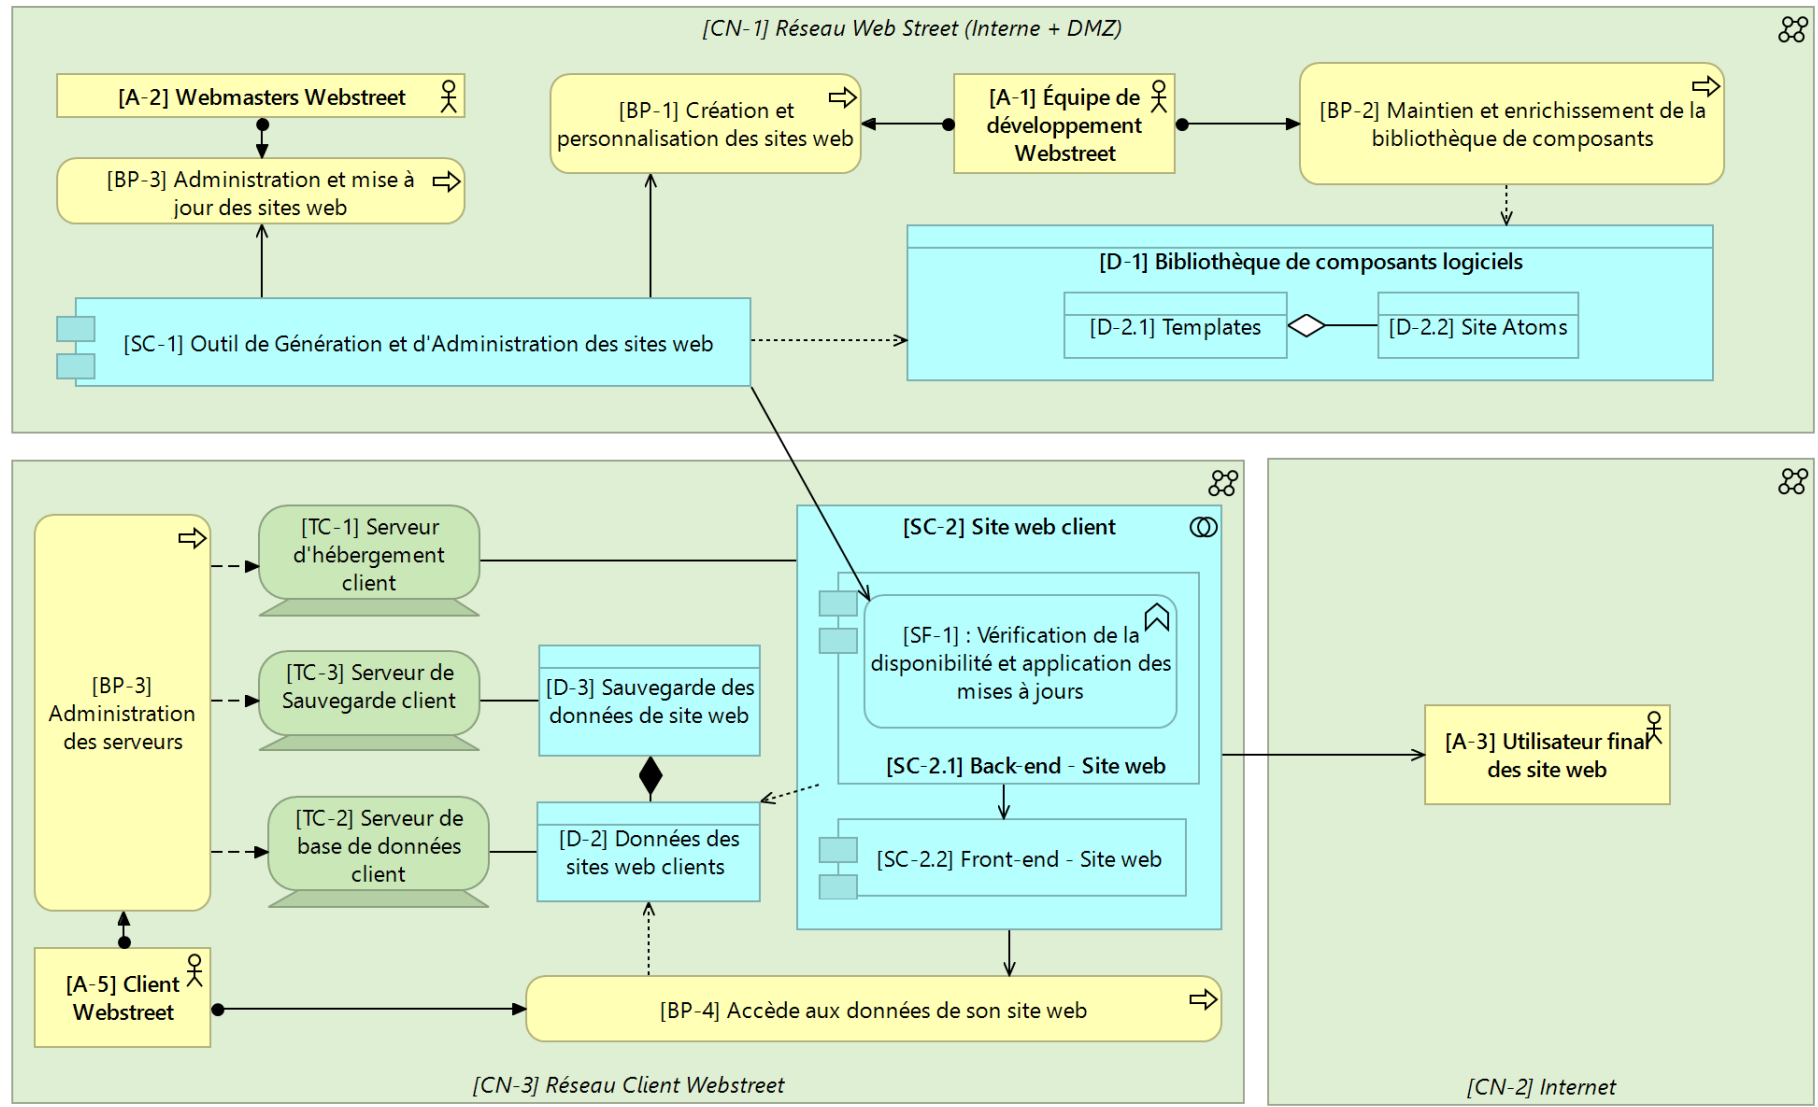 [CN-1] Réseau Web Street (Interne + DMZ)
[A-2] Webmasters Webstreet
[BP-3] Administration et mise à
jour des sites web
[BP-1] Création et
personnalisation des sites web
[A-1] Équipe de
développement
Webstreet
[BP-2] Maintien et enrichissement de la
bibliothèque de composants
[SC-1] Outil de Génération et d'Administration des sites web
[D-1] Bibliothèque de composants logiciels
[D-2.1] Templates
[D-2.2] Site Atoms
[BP-3]
Administration
des serveurs
[TC-1] Serveur
d'hébergement
client
[TC-3] Serveur de
Sauvegarde client
[TC-2] Serveur de
base de données
client
[D-3] Sauvegarde des
données de site web
[D-2] Données des
sites web clients
[SC-2] Site web client
[SF-1] : Vérification de la
disponibilité et application des
mises à jours
[SC-2.1] Back-end - Site web
[SC-2.2] Front-end - Site web
[A-5] Client
Webstreet
[BP-4] Accède aux données de son site web
[CN-3] Réseau Client Webstreet
[A-3] Utilisateur final
des site web
[CN-2] Internet